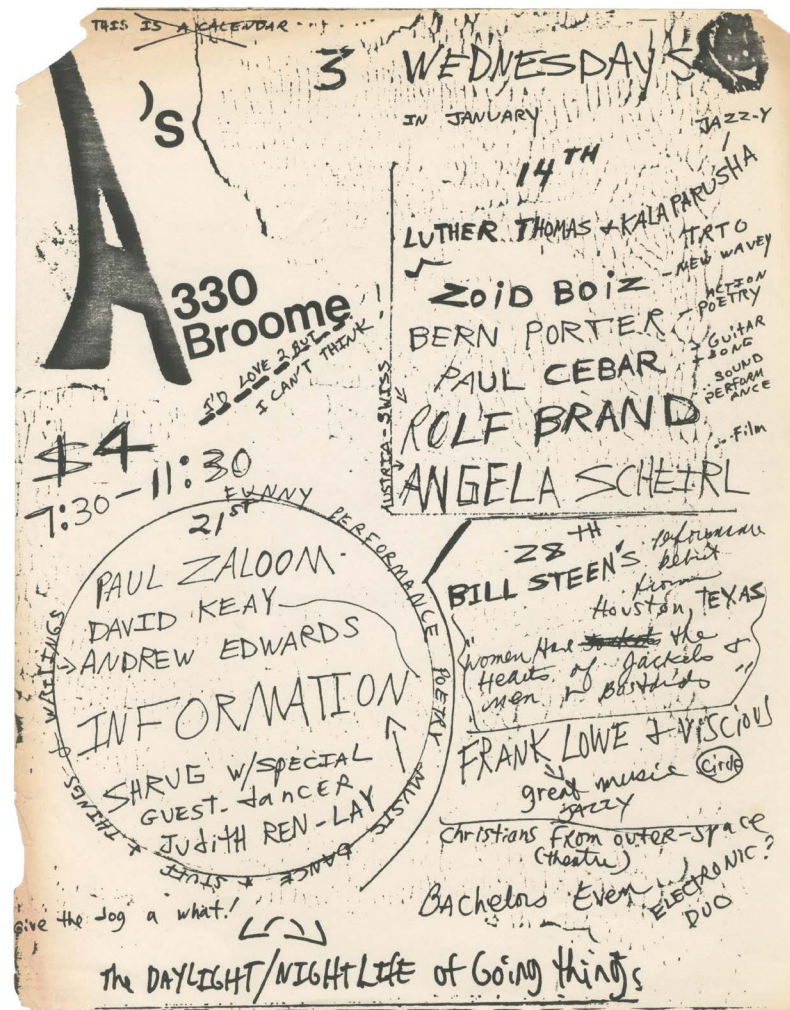 THIS IS A CALENDAR
A's
330
Broome
I'D LOVE 2 BUT
I CAN'T THINK!
$4
7:30-11:30
3 WEDNESDAYS
IN JANUARY
JAZZ-Y
14TH
LUTHER THOMAS + KALAPARUSHA
TRTO
ZOiD BOiZ - NEW WAVEY
BERN PORTER - ACTION POETRY
PAUL CEBAR - GUITAR + SONG
ROLF BRAND
SOUND PERFORMANCE
ANGELA SCHEIRL
...Film
AUSTRIA-SWISS
21ST
PAUL ZALOOM.
DAVID KEAY
ANDREW EDWARDS
INFORMATION
SHRUG W/SPECIAL
GUEST-dANCER
JUdiTH REN-LAY
FUNNY PERFORMANCE POETRY MUSIC DANCE + STUFF + THINGS + WRITINGS
28TH
BILL STEEN'S performance debut
from
Houston, TEXAS
"Women Have the
Hearts of Jackels +
men + Bastards"
FRANK LOWE + VISCIOUS
Circle
great music
JAZZY
Christians From outer-space
(theatre)
BAChelors Even
ELECTRONIC?
DUO
Give the dog a what!
the DAYLIGHT/NIGHTLIFE of Going things